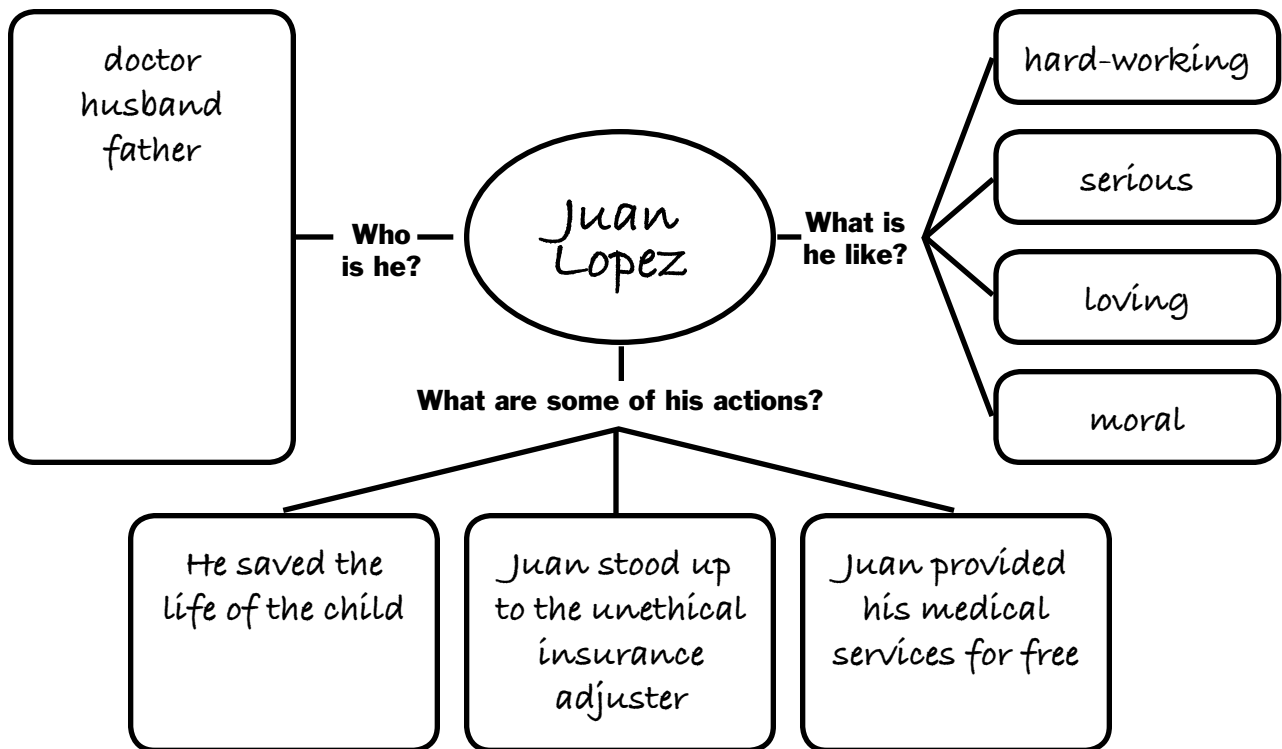 doctor
husband
father
Who
is he?
Juan
Lopez
What is
he like?
hard-working
serious
loving
moral
What are some of his actions?
He saved the
life of the child
Juan stood up
to the unethical
insurance
adjuster
Juan provided
his medical
services for free